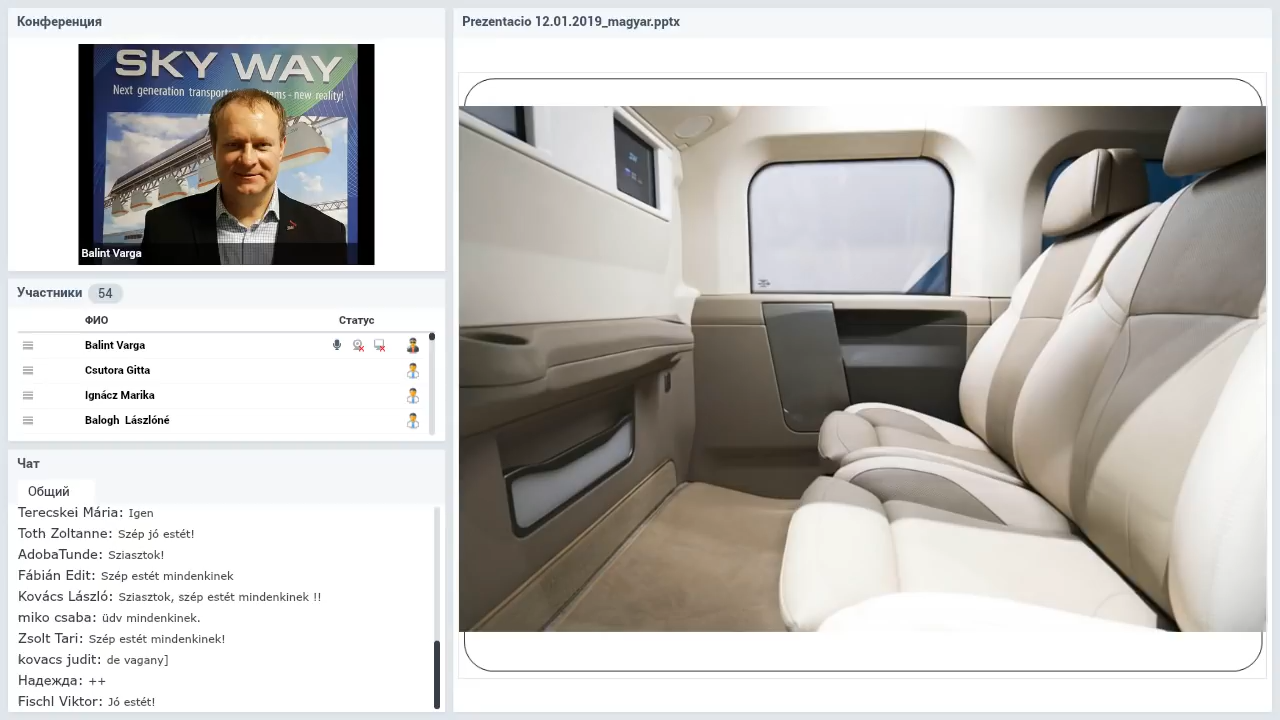 Конференция
SKY WAY
Next generation
new reality!
Balint Varga
Участники 54
ФИО Статус
Balint Varga
Csutora Gitta
Ignácz Marika
Balogh Lászlóné
Чат
Общий
Terecskei Mária: Igen
Toth Zoltanne: Szép jó estét!
AdobaTunde: Sziasztok!
Fábián Edit: Szép estét mindenkinek
Kovács László: Sziasztok, szép estét mindenkinek !!
miko csaba: üdv mindenkinek.
Zsolt Tari: Szép estét mindenkinek!
kovacs judit: de vagany]
Надежда: ++
Fischl Viktor: Jó estét!
Prezentacio 12.01.2019_magyar.pptx